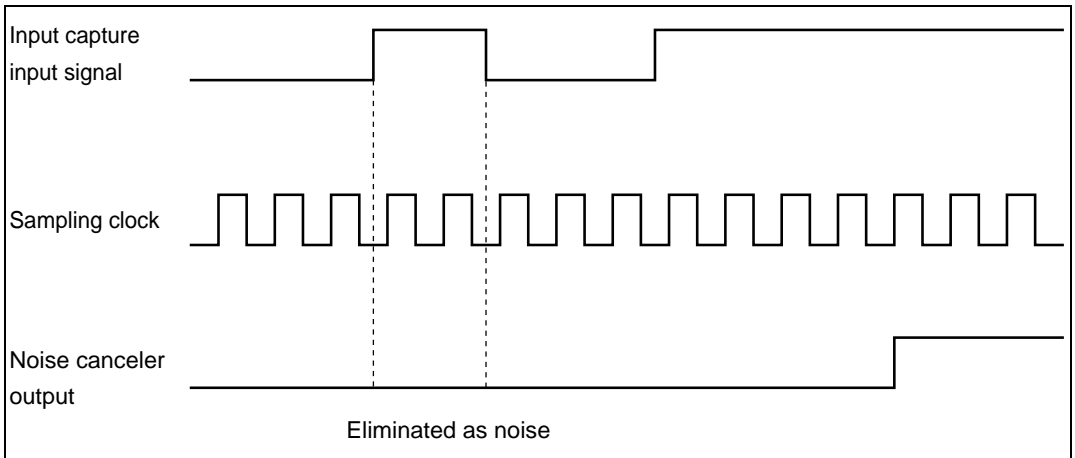 Input capture
input signal
Sampling clock
Noise canceler
output
Eliminated as noise